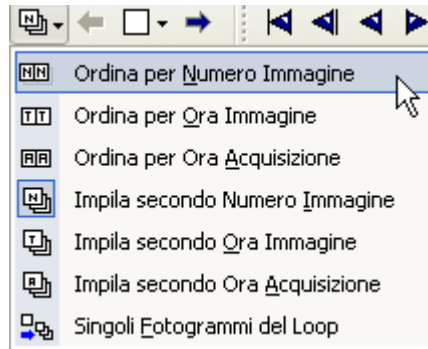 Ordina per Numero Immagine
Ordina per Ora Immagine
Ordina per Ora Acquisizione
Impila secondo Numero Immagine
Impila secondo Ora Immagine
Impila secondo Ora Acquisizione
Singoli Fotogrammi del Loop